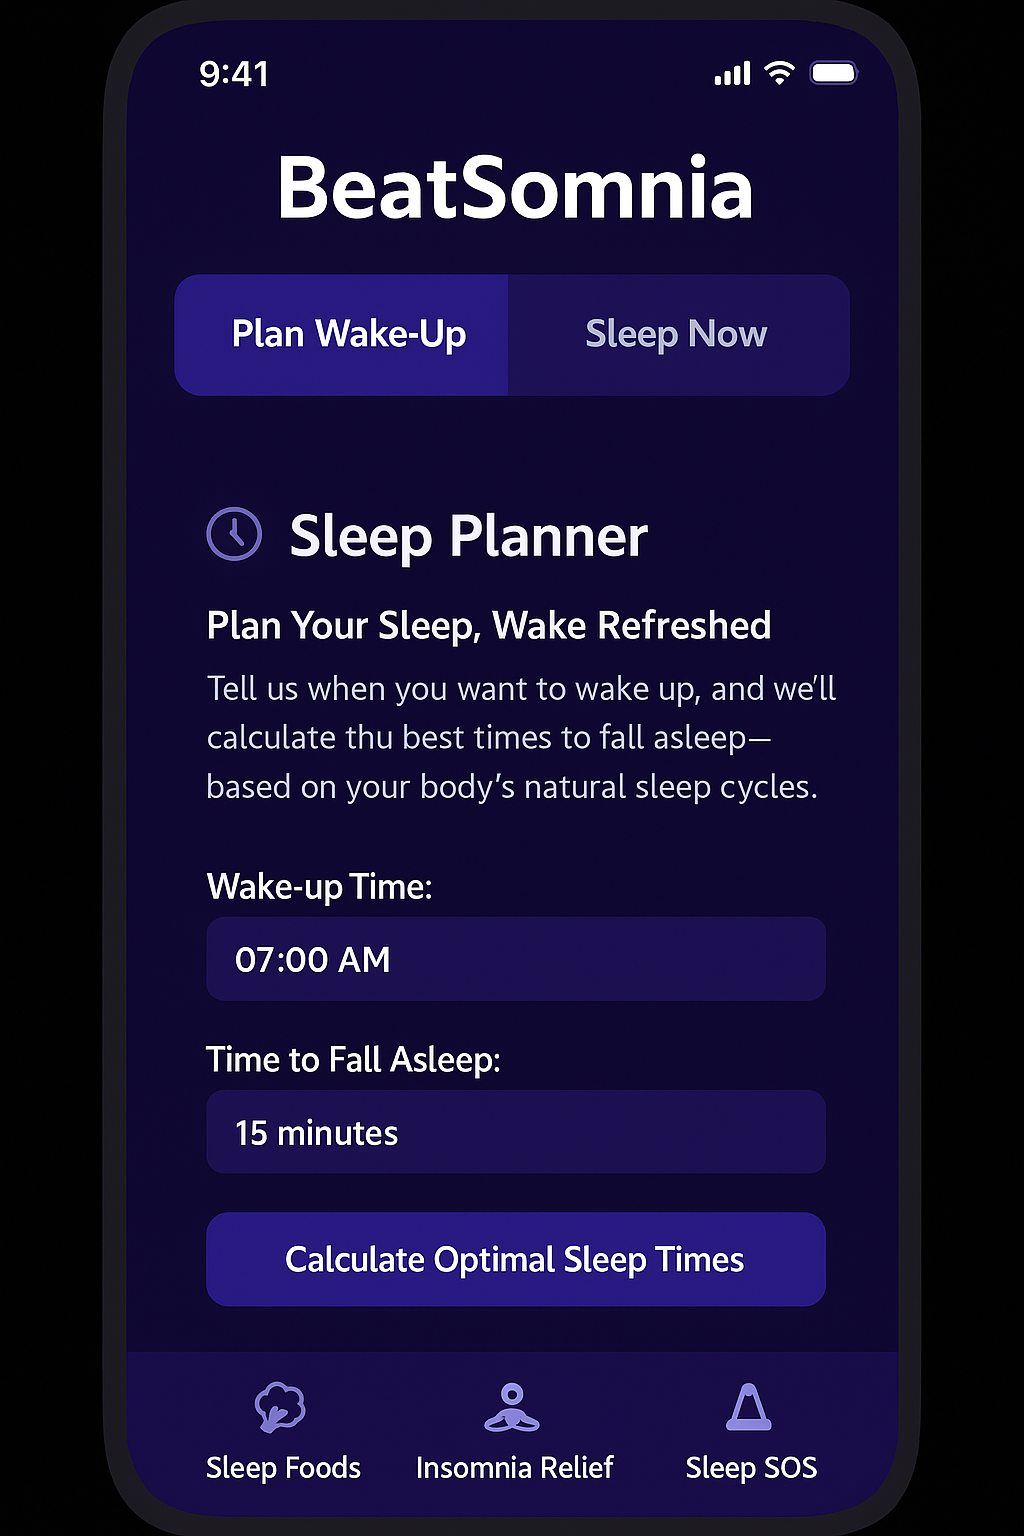 9:41
BeatSomnia
Plan Wake-Up
Sleep Now
Sleep Planner
Plan Your Sleep, Wake Refreshed
Tell us when you want to wake up, and we’ll
calculate thu best times to fall asleep—
based on your body’s natural sleep cycles.
Wake-up Time:
07:00 AM
Time to Fall Asleep:
15 minutes
Calculate Optimal Sleep Times
Sleep Foods
Insomnia Relief
Sleep SOS